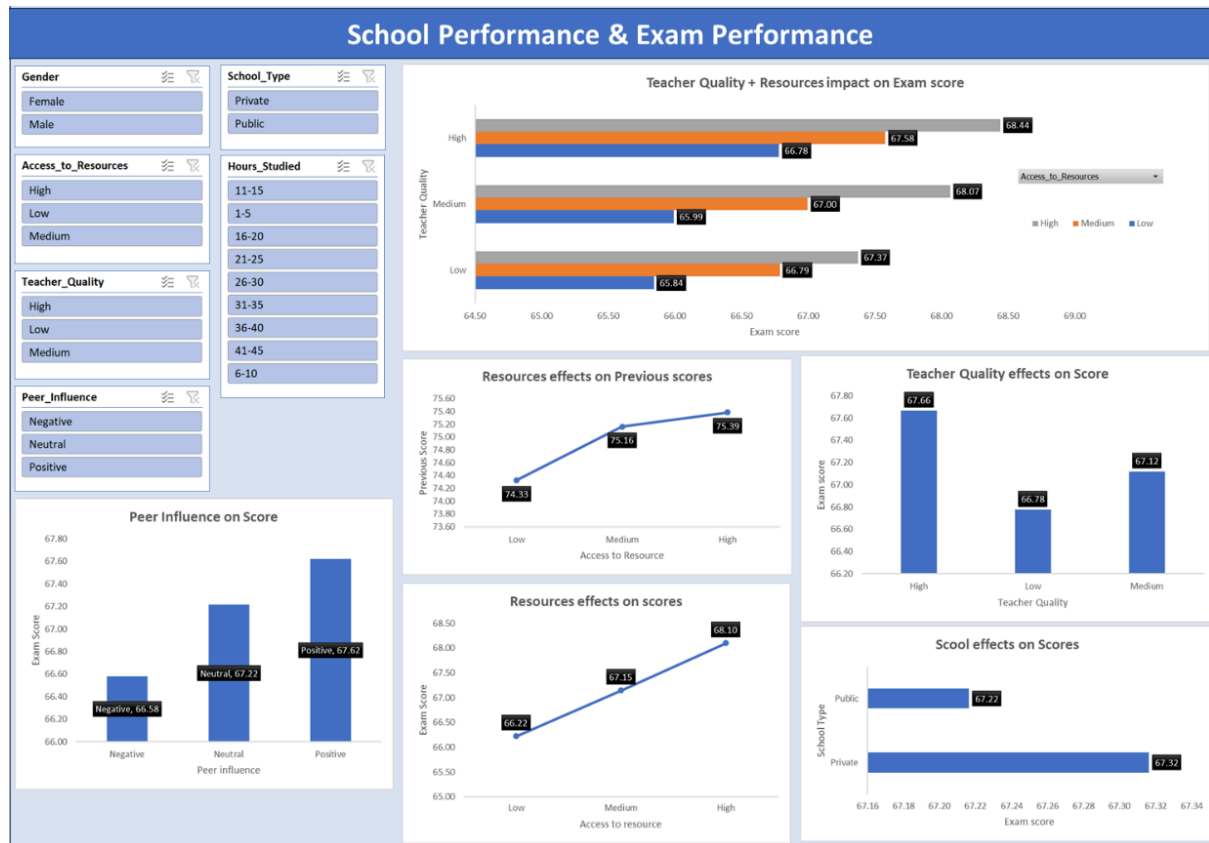 School Performance & Exam Performance
Gender
Female
Male
School_Type
Private
Public
Access_to_Resources
High
Low
Medium
Hours_Studied
11-15
1-5
16-20
21-25
26-30
31-35
36-40
41-45
6-10
Teacher_Quality
High
Low
Medium
Peer_Influence
Negative
Neutral
Positive
Teacher Quality + Resources impact on Exam score
Teacher Quality
High
68.44
67.58
66.78
Medium
68.07
67.00
65.99
Low
67.37
66.79
65.84
64.50 65.00 65.50 66.00 66.50 67.00 67.50 68.00 68.50 69.00
Exam score
Access_to_Resources
High Medium Low
Resources effects on Previous scores
Previous Score
75.60
75.40
75.20
75.00
74.80
74.60
74.40
74.20
74.00
73.80
73.60
74.33
75.16
75.39
Low Medium High
Access to Resource
Teacher Quality effects on Score
Exam score
67.80
67.60
67.40
67.20
67.00
66.80
66.60
66.40
66.20
67.66
66.78
67.12
High Low Medium
Teacher Quality
Peer Influence on Score
Exam Score
67.80
67.60
67.40
67.20
67.00
66.80
66.60
66.40
66.20
66.00
Negative, 66.58
Neutral, 67.22
Positive, 67.62
Negative Neutral Positive
Peer influence
Resources effects on scores
Exam Score
68.50
68.00
67.50
67.00
66.50
66.00
65.50
65.00
66.22
67.15
68.10
Low Medium High
Access to resource
Scool effects on Scores
School Type
Public
67.22
Private
67.32
67.16 67.18 67.20 67.22 67.24 67.26 67.28 67.30 67.32 67.34
Exam score